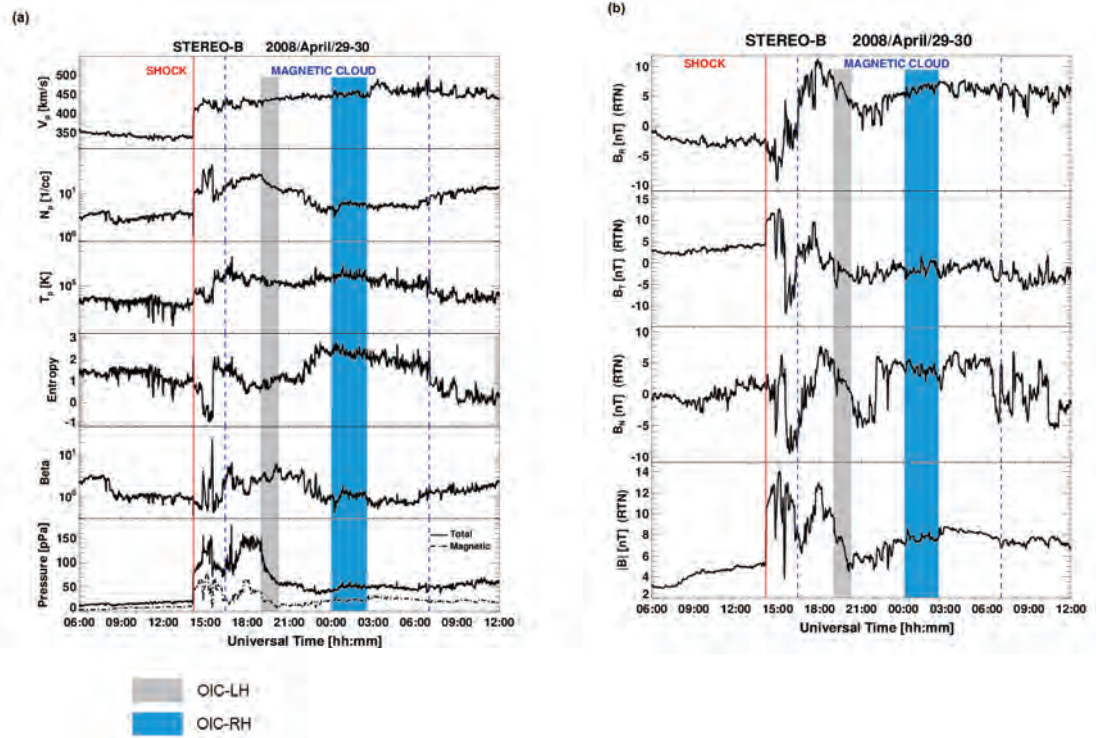 (a)
STEREO-B 2008/April/29-30
SHOCK
MAGNETIC CLOUD
Vp [km/s]
500
450
400
350
Np [1/cc]
10^1
10^0
Tp [K]
10^5
Entropy
3
2
1
0
-1
Beta
10^1
10^0
Pressure [pPa]
150
100
50
0
Total
Magnetic
06:00 09:00 12:00 15:00 18:00 21:00 00:00 03:00 06:00 09:00 12:00
Universal Time [hh:mm]
(b)
STEREO-B 2008/April/29-30
SHOCK
MAGNETIC CLOUD
BR [nT] (RTN)
10
5
0
-5
-10
BT [nT] (RTN)
10
5
0
-5
-10
BN [nT] (RTN)
10
5
0
-5
-10
|B| [nT] (RTN)
14
12
10
8
6
4
2
06:00 09:00 12:00 15:00 18:00 21:00 00:00 03:00 06:00 09:00 12:00
Universal Time [hh:mm]
OIC-LH
OIC-RH